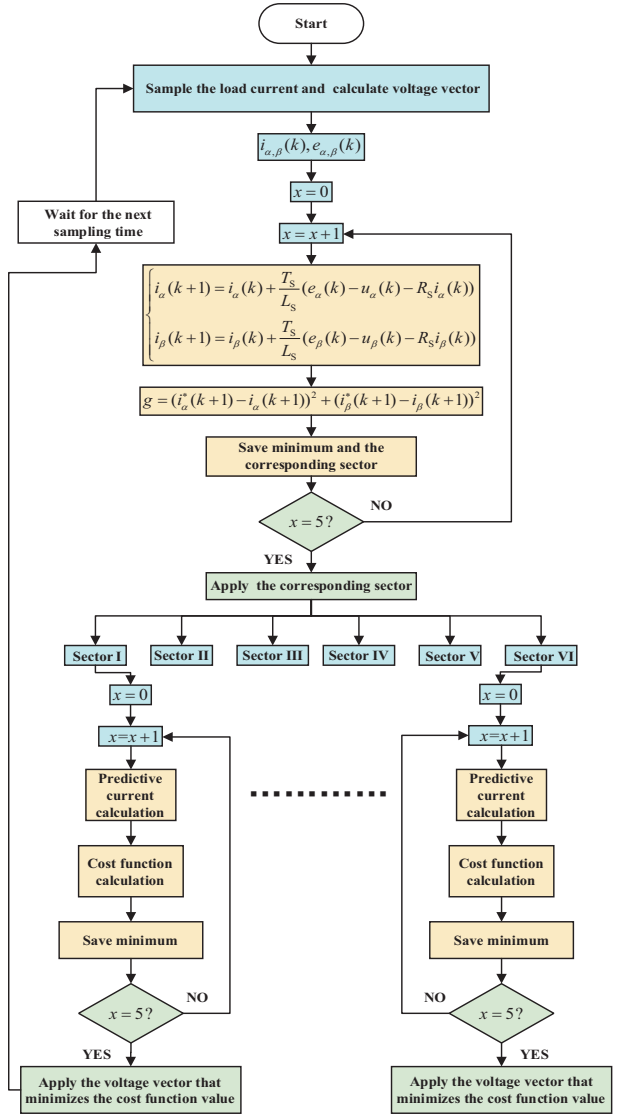 Start
Sample the load current and calculate voltage vector
i_{α,β}(k), e_{α,β}(k)
x = 0
Wait for the next
sampling time
x = x + 1
i_α(k+1) = i_α(k) + T_S/L_S (e_α(k) − u_α(k) − R_S i_α(k))
i_β(k+1) = i_β(k) + T_S/L_S (e_β(k) − u_β(k) − R_S i_β(k))
g = (i*_α(k+1) − i_α(k+1))² + (i*_β(k+1) − i_β(k+1))²
Save minimum and the
corresponding sector
NO
x = 5?
YES
Apply the corresponding sector
Sector I
Sector II
Sector III
Sector IV
Sector V
Sector VI
x = 0
x=x+1
Predictive
current
calculation
Cost function
calculation
Save minimum
NO
x = 5?
YES
Apply the voltage vector that
minimizes the cost function value
x = 0
x=x+1
Predictive
current
calculation
Cost function
calculation
Save minimum
NO
x = 5?
YES
Apply the voltage vector that
minimizes the cost function value